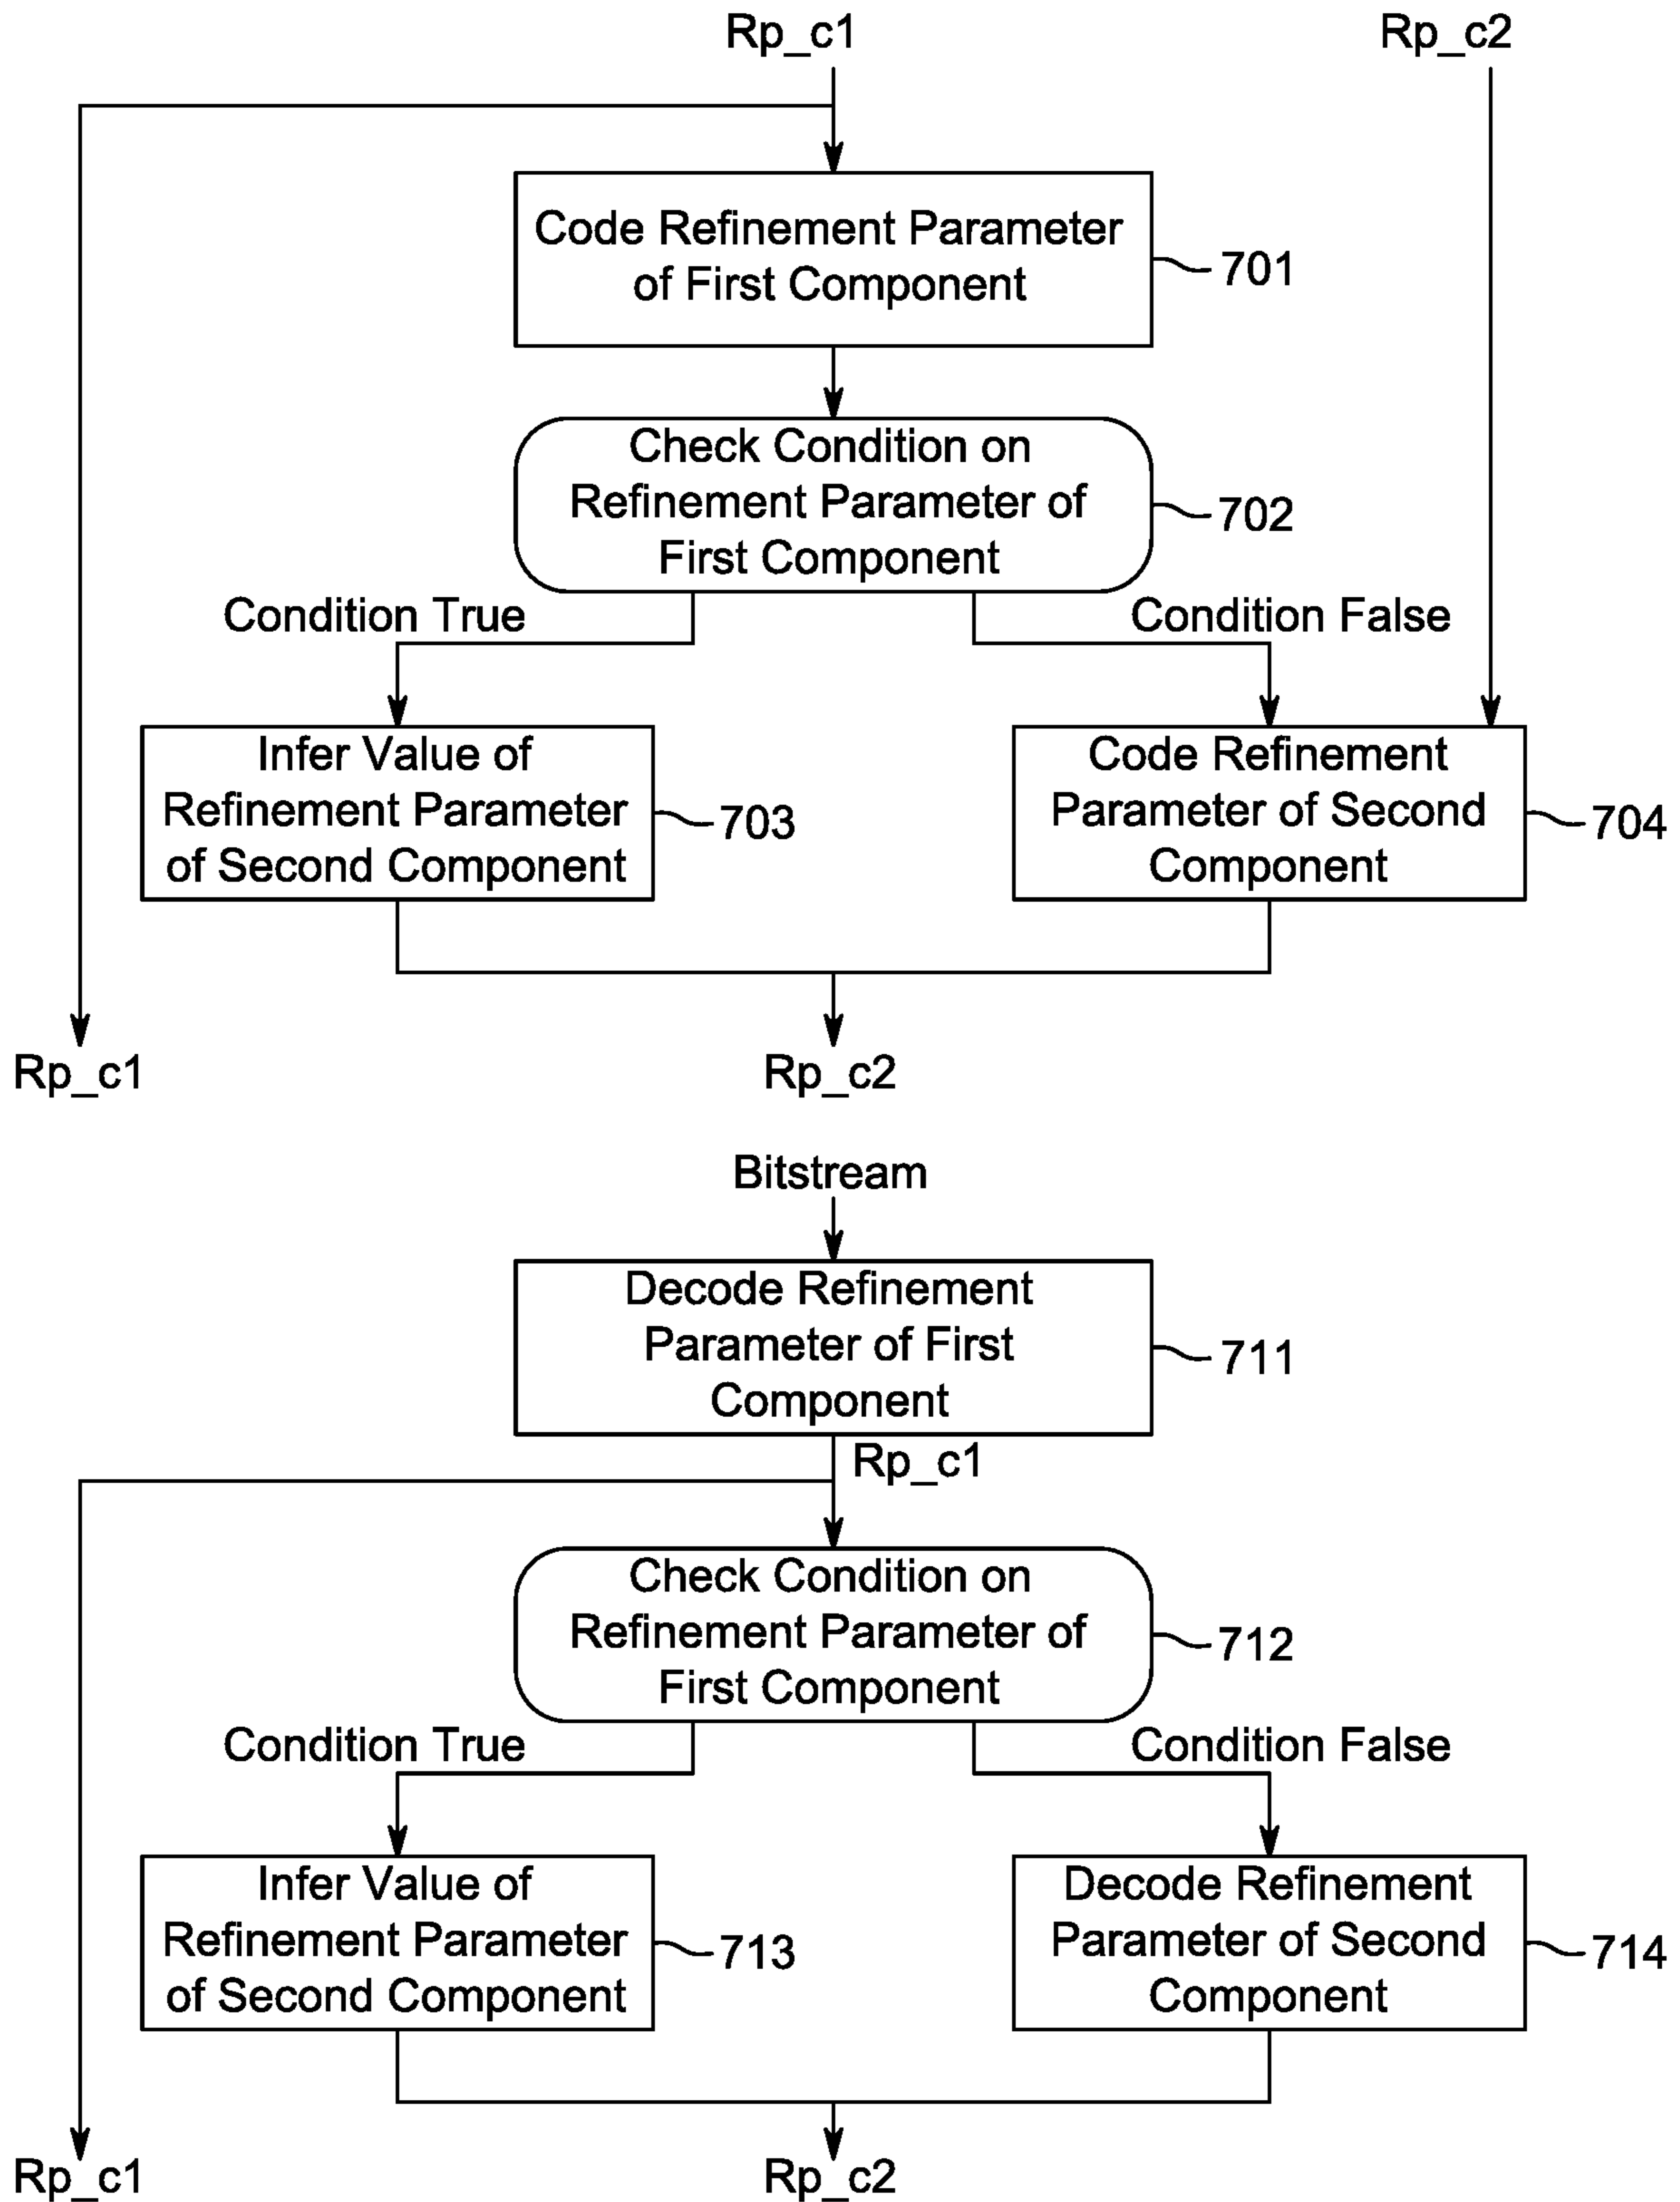 Rp_c1
Rp_c2
Code Refinement Parameter
of First Component
701
Check Condition on
Refinement Parameter of
First Component
702
Condition True
Condition False
Infer Value of
Refinement Parameter
of Second Component
703
Code Refinement
Parameter of Second
Component
704
Rp_c1
Rp_c2
Bitstream
Decode Refinement
Parameter of First
Component
711
Rp_c1
Check Condition on
Refinement Parameter of
First Component
712
Condition True
Condition False
Infer Value of
Refinement Parameter
of Second Component
713
Decode Refinement
Parameter of Second
Component
714
Rp_c1
Rp_c2